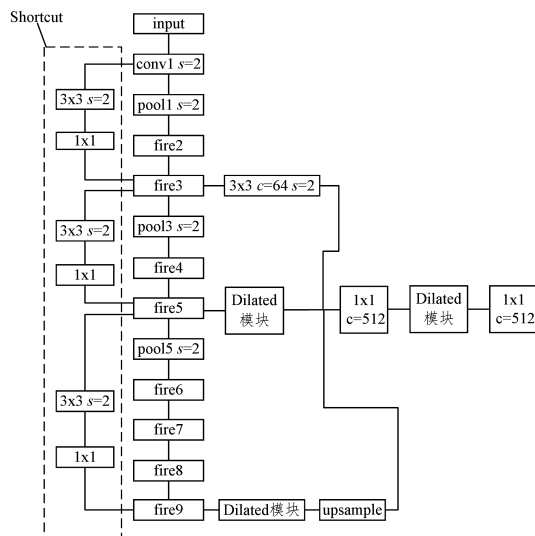 Shortcut
input
conv1 s=2
3x3 s=2
pool1 s=2
1x1
fire2
fire3
3x3 c=64 s=2
3x3 s=2
pool3 s=2
1x1
fire4
fire5
Dilated
模块
1x1
c=512
Dilated
模块
1x1
c=512
pool5 s=2
3x3 s=2
fire6
fire7
1x1
fire8
fire9
Dilated模块
upsample